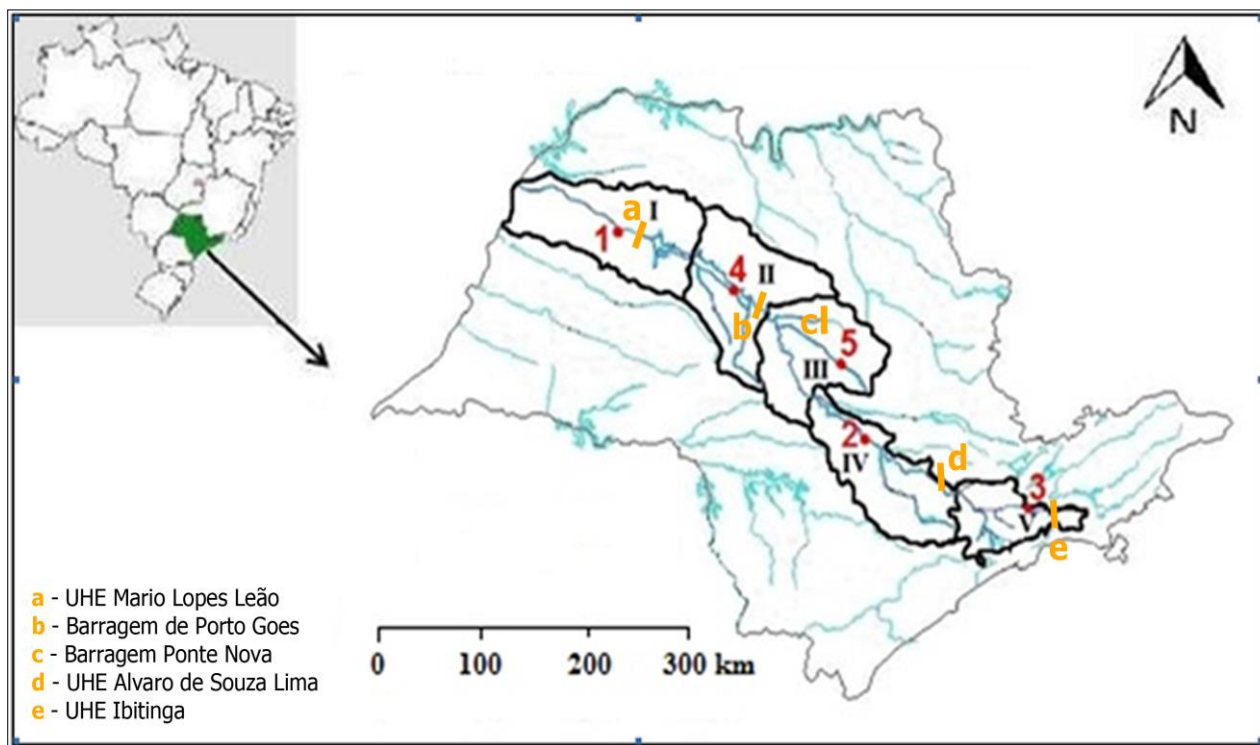 N
a
I
1
4
II
b
cl
5
III
2
IV
d
3
V
e
a - UHE Mario Lopes Leão
b - Barragem de Porto Goes
c - Barragem Ponte Nova
d - UHE Alvaro de Souza Lima
e - UHE Ibitinga
0 100 200 300 km